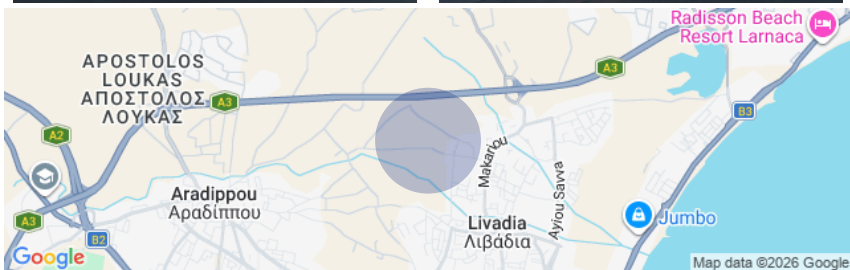 Radisson Beach
Resort Larnaca
APOSTOLOS
LOUKAS
ΑΠΟΣΤΟΛΟΣ
ΛΟΥΚΑΣ
A3
A3
B3
A2
Makariou
Ayiou Savva
Aradippou
Αραδίππου
Livadia
Λιβάδια
Jumbo
A3
B2
Google
Map data ©2026 Google